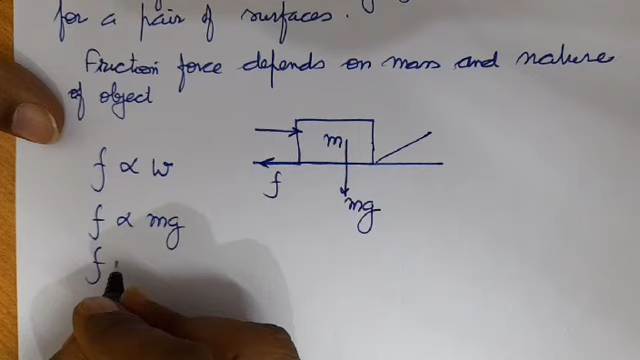 for a pair of surfaces.
Friction force depends on mass and nature
of object
m
f
mg
f ∝ w
f ∝ mg
f